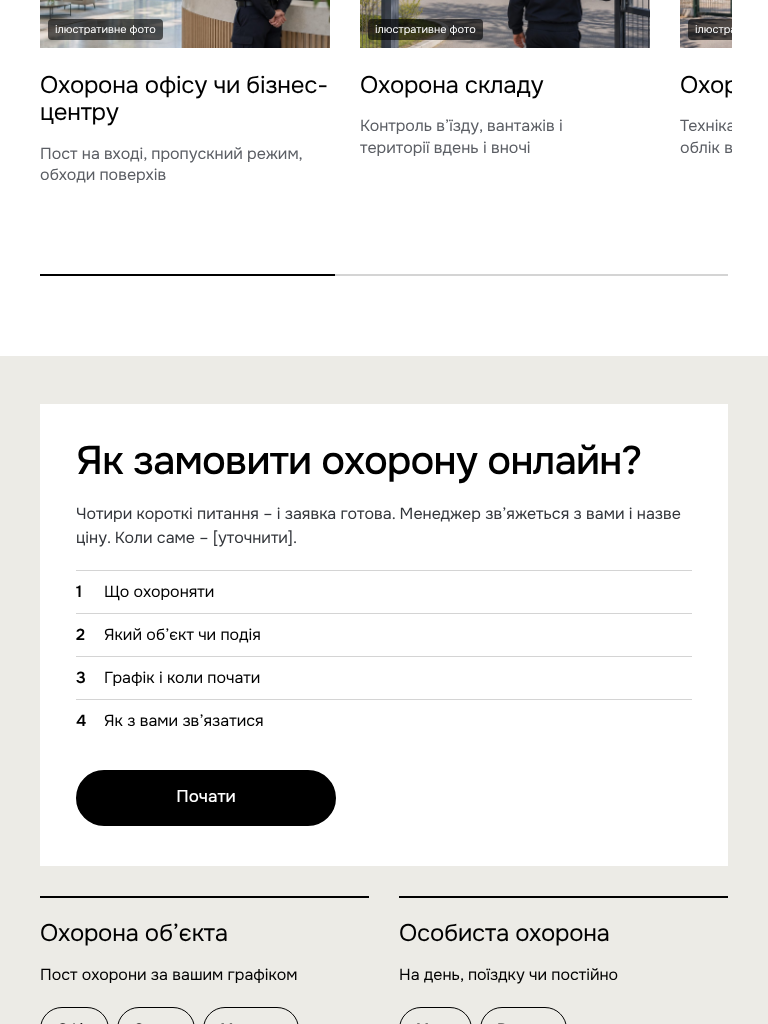 ілюстративне фото
ілюстративне фото
Охорона офісу чи бізнес-
центру
Пост на вході, пропускний режим,
обходи поверхів
Охорона складу
Контроль в’їзду, вантажів і
території вдень і вночі
Як замовити охорону онлайн?
Чотири короткі питання – і заявка готова. Менеджер зв’яжеться з вами і назве
ціну. Коли саме – [уточнити].
1 Що охороняти
2 Який об’єкт чи подія
3 Графік і коли почати
4 Як з вами зв’язатися
Почати
Охорона об’єкта
Пост охорони за вашим графіком
Особиста охорона
На день, поїздку чи постійно